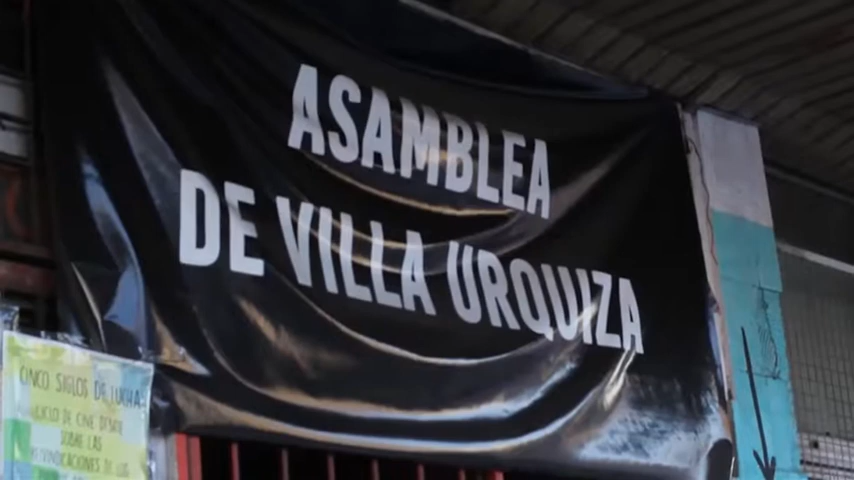 ASAMBLEA
DE VILLA URQUIZA
CINCO SIGLOS DE LUCHA
CICLO DE CINE DEBATE
SOBRE LAS
REIVINDICACIONES DE LOS